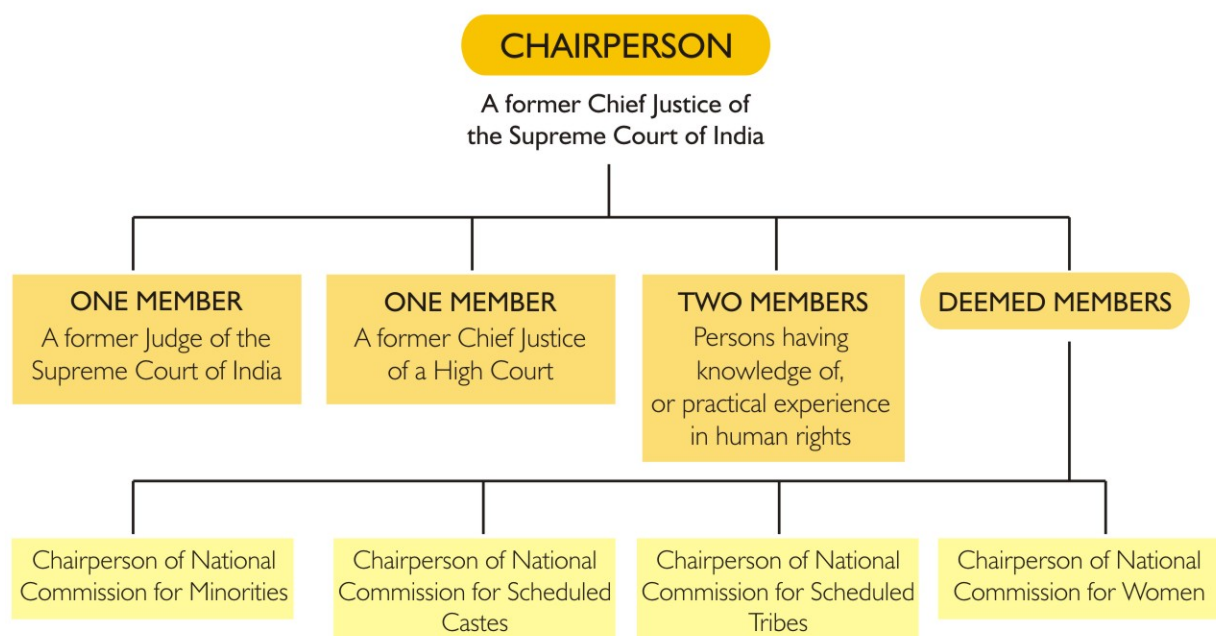 CHAIRPERSON
A former Chief Justice of
the Supreme Court of India
ONE MEMBER
A former Judge of the
Supreme Court of India
ONE MEMBER
A former Chief Justice
of a High Court
TWO MEMBERS
Persons having
knowledge of,
or practical experience
in human rights
DEEMED MEMBERS
Chairperson of National
Commission for Minorities
Chairperson of National
Commission for Scheduled
Castes
Chairperson of National
Commission for Scheduled
Tribes
Chairperson of National
Commission for Women